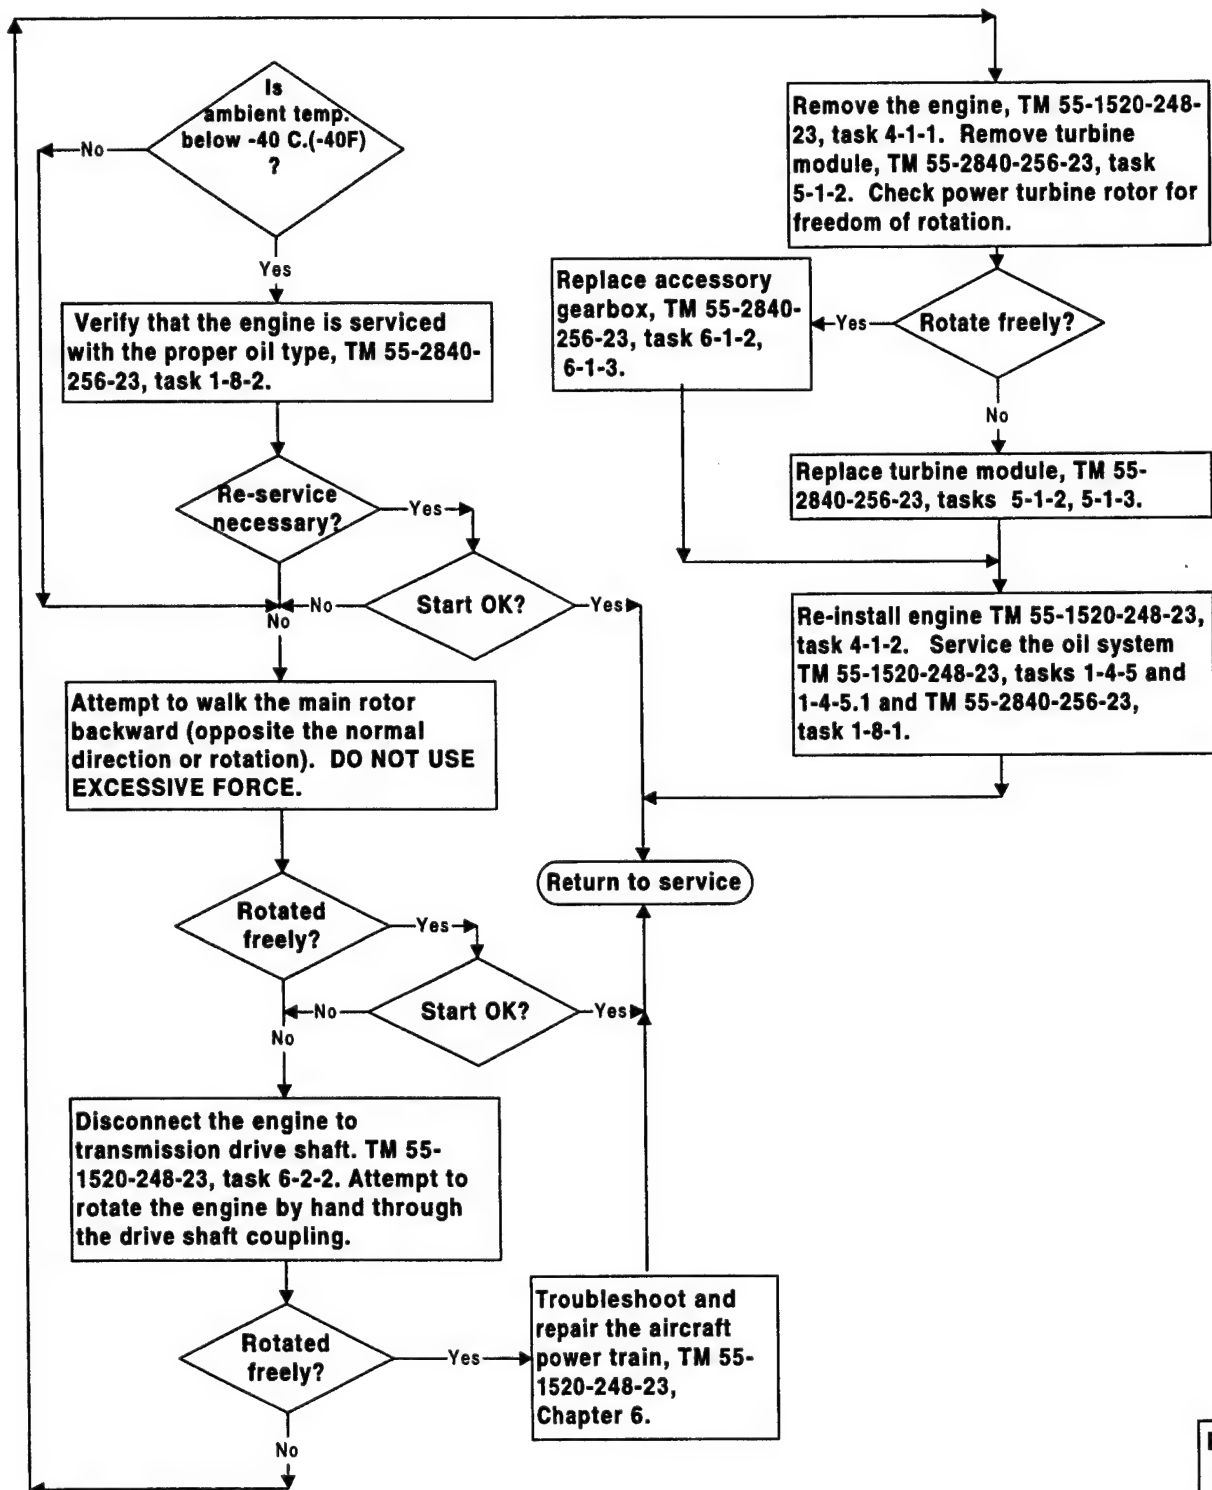 Is
ambient temp.
below -40 C.(-40F)
?
No
Yes
Verify that the engine is serviced
with the proper oil type, TM 55-2840-
256-23, task 1-8-2.
Re-service
necessary?
Yes
No
Start OK?
No
Yes
Attempt to walk the main rotor
backward (opposite the normal
direction or rotation). DO NOT USE
EXCESSIVE FORCE.
Rotated
freely?
Yes
No
Start OK?
No
Yes
Disconnect the engine to
transmission drive shaft. TM 55-
1520-248-23, task 6-2-2. Attempt to
rotate the engine by hand through
the drive shaft coupling.
Rotated
freely?
Yes
No
Troubleshoot and
repair the aircraft
power train, TM 55-
1520-248-23,
Chapter 6.
Remove the engine, TM 55-1520-248-
23, task 4-1-1. Remove turbine
module, TM 55-2840-256-23, task
5-1-2. Check power turbine rotor for
freedom of rotation.
Rotate freely?
Yes
No
Replace accessory
gearbox, TM 55-2840-
256-23, task 6-1-2,
6-1-3.
Replace turbine module, TM 55-
2840-256-23, tasks 5-1-2, 5-1-3.
Re-install engine TM 55-1520-248-23,
task 4-1-2. Service the oil system
TM 55-1520-248-23, tasks 1-4-5 and
1-4-5.1 and TM 55-2840-256-23,
task 1-8-1.
Return to service